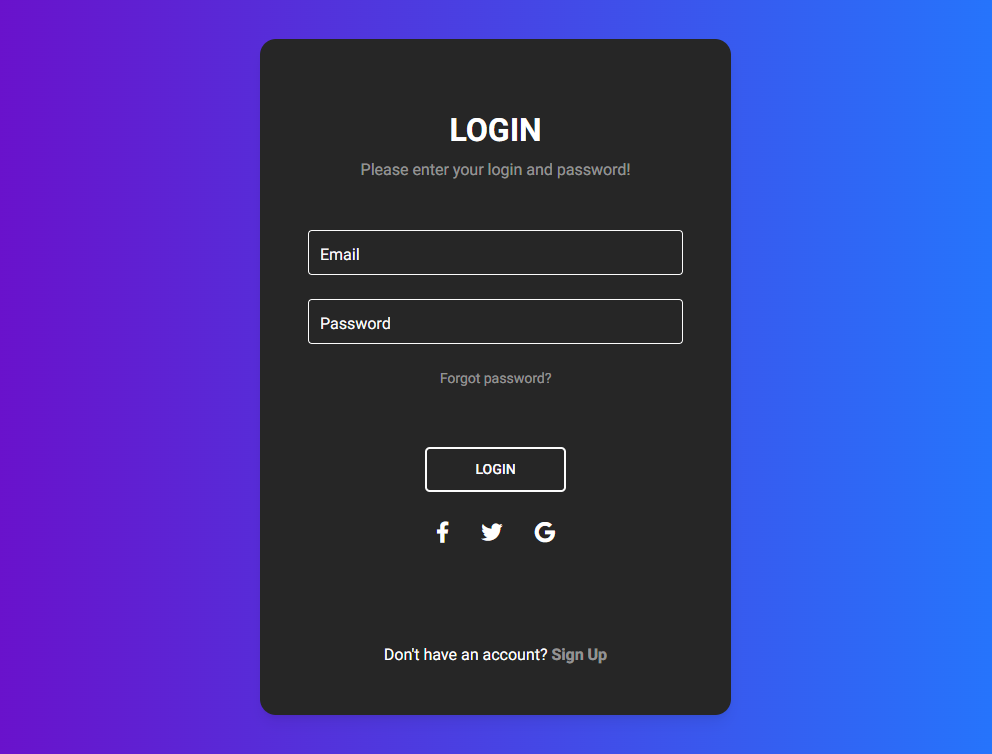 LOGIN
Please enter your login and password!
Email
Password
Forgot password?
LOGIN
Don't have an account? Sign Up